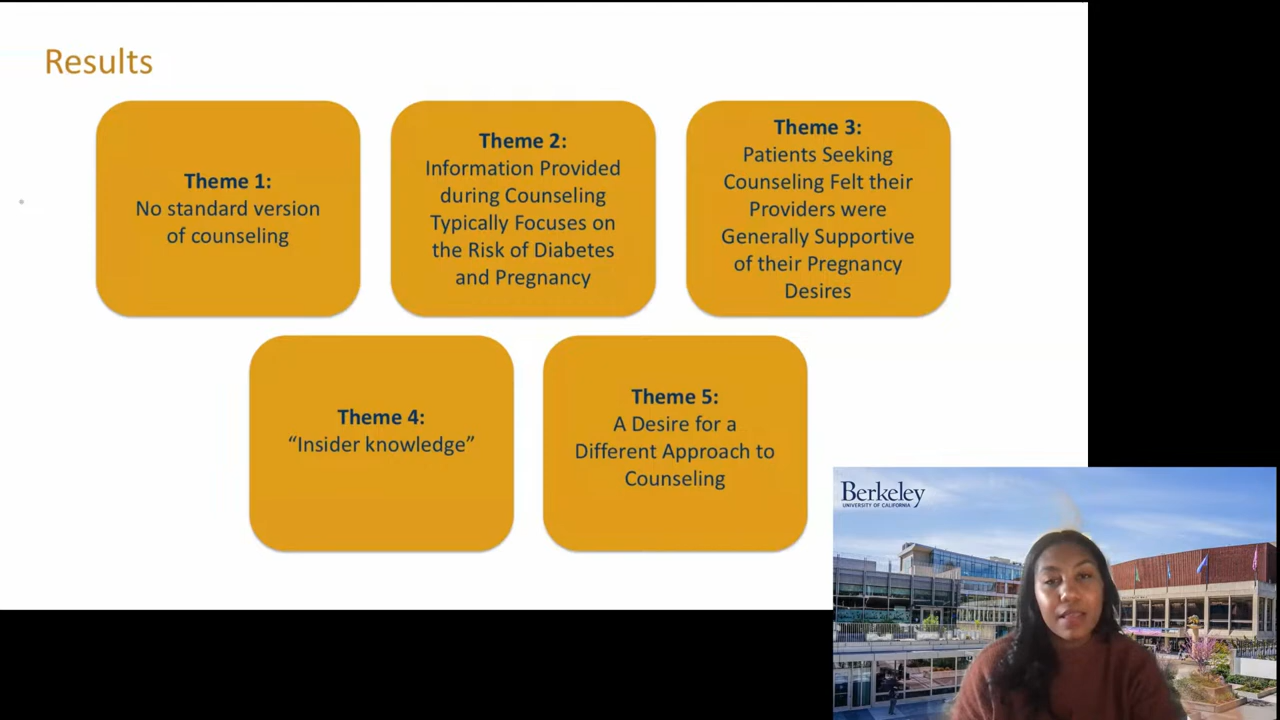 Results
Theme 1:
No standard version
of counseling
Theme 2:
Information Provided
during Counseling
Typically Focuses on
the Risk of Diabetes
and Pregnancy
Theme 3:
Patients Seeking
Counseling Felt their
Providers were
Generally Supportive
of their Pregnancy
Desires
Theme 4:
“Insider knowledge”
Theme 5:
A Desire for a
Different Approach to
Counseling
Berkeley
UNIVERSITY OF CALIFORNIA